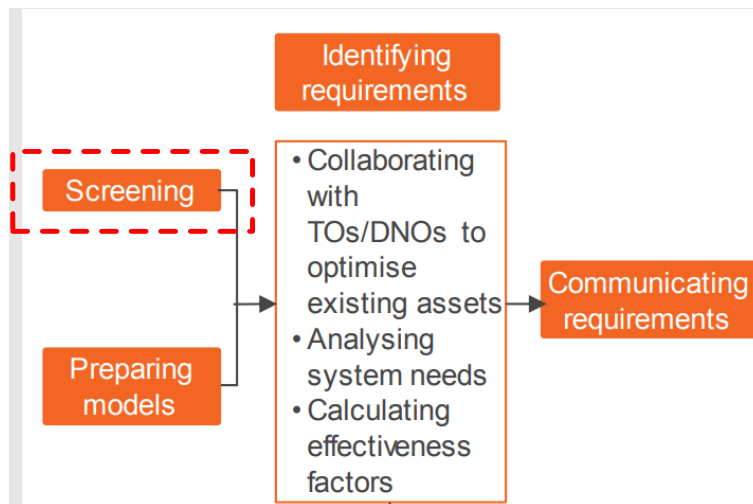 Identifying
requirements
Screening
Preparing
models
• Collaborating
with
TOs/DNOs to
optimise
existing assets
• Analysing
system needs
• Calculating
effectiveness
factors
Communicating
requirements